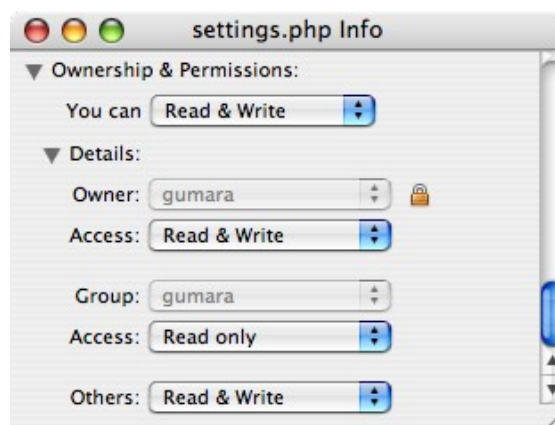 settings.php Info
Ownership & Permissions:
You can Read & Write
Details:
Owner: gumara
Access: Read & Write
Group: gumara
Access: Read only
Others: Read & Write